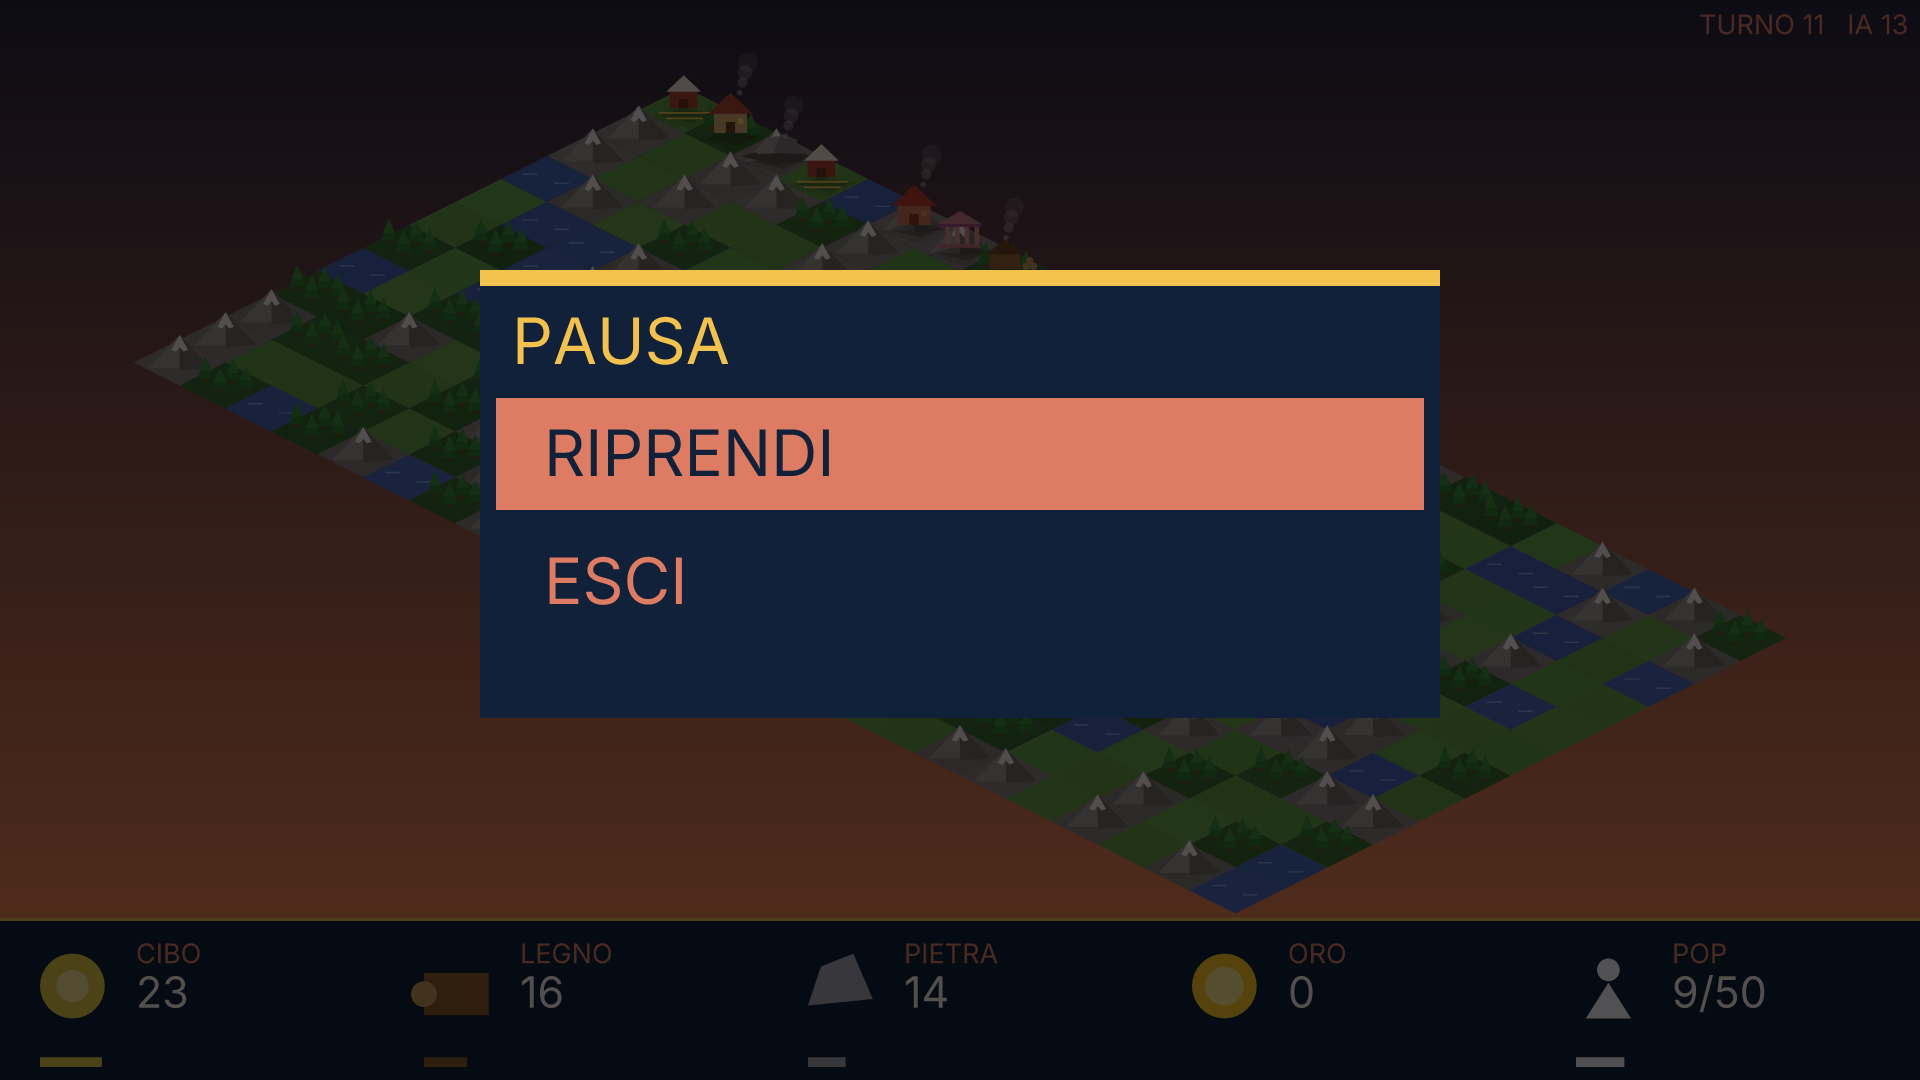 TURNO 11 IA 13
PAUSA
RIPRENDI
ESCI
CIBO
23
LEGNO
16
PIETRA
14
ORO
0
POP
9/50